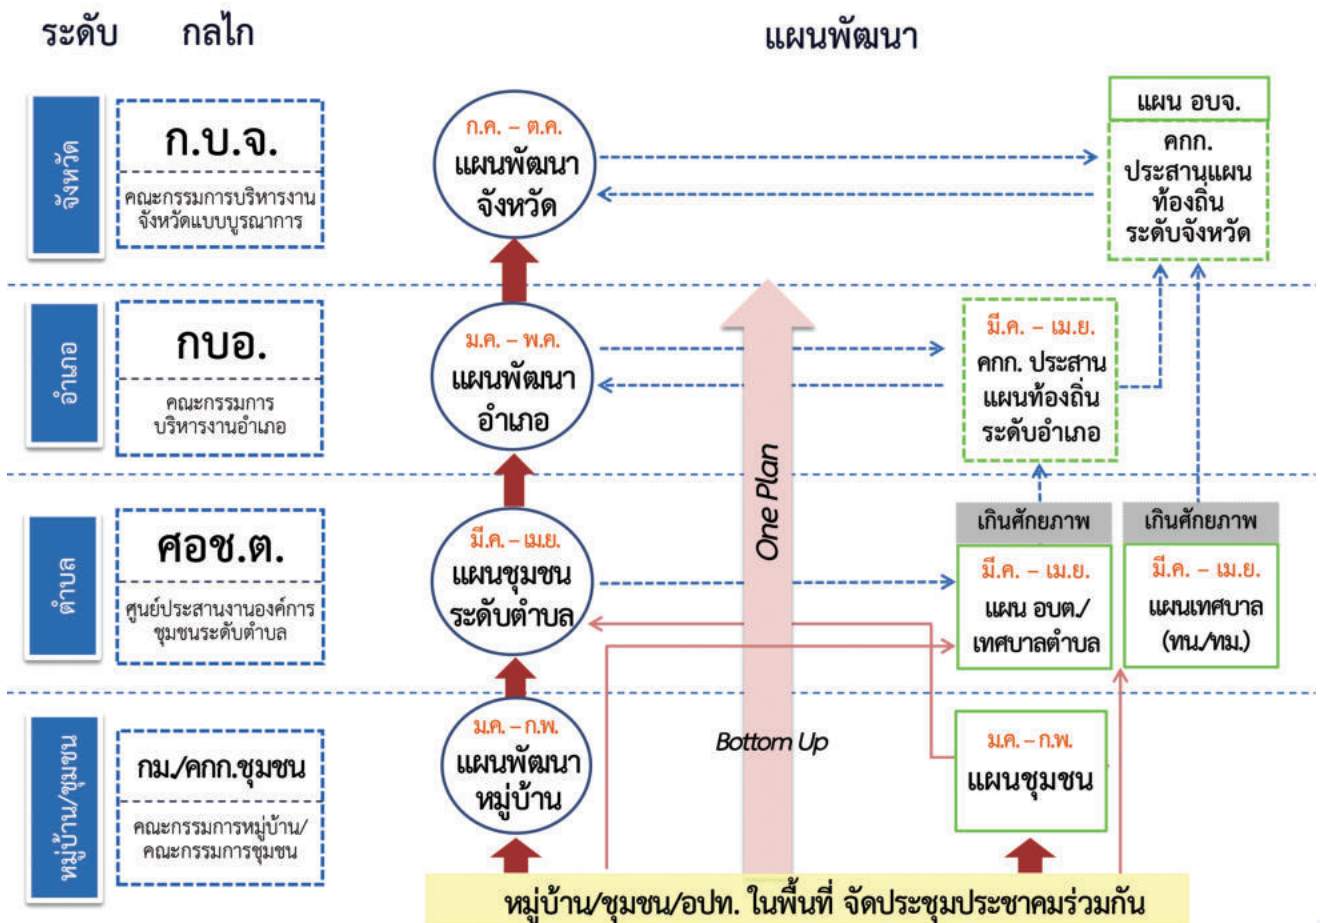 ระดับ กลไก แผนพัฒนา
จังหวัด
ก.บ.จ.
คณะกรรมการบริหารงาน
จังหวัดแบบบูรณาการ
ก.ค. – ต.ค.
แผนพัฒนา
จังหวัด
แผน อบจ.
คกก.
ประสานแผน
ท้องถิ่น
ระดับจังหวัด
อำเภอ
กบอ.
คณะกรรมการ
บริหารงานอำเภอ
ม.ค. – พ.ค.
แผนพัฒนา
อำเภอ
มี.ค. – เม.ย.
คกก. ประสาน
แผนท้องถิ่น
ระดับอำเภอ
One Plan
ตำบล
ศอช.ต.
ศูนย์ประสานงานองค์การ
ชุมชนระดับตำบล
มี.ค. – เม.ย.
แผนชุมชน
ระดับตำบล
เกินศักยภาพ
มี.ค. – เม.ย.
แผน อบต./
เทศบาลตำบล
เกินศักยภาพ
มี.ค. – เม.ย.
แผนเทศบาล
(ทน./ทม.)
หมู่บ้าน/ชุมชน
กม./คกก.ชุมชน
คณะกรรมการหมู่บ้าน/
คณะกรรมการชุมชน
ม.ค. – ก.พ.
แผนพัฒนา
หมู่บ้าน
Bottom Up
ม.ค. – ก.พ.
แผนชุมชน
หมู่บ้าน/ชุมชน/อปท. ในพื้นที่ จัดประชุมประชาคมร่วมกัน